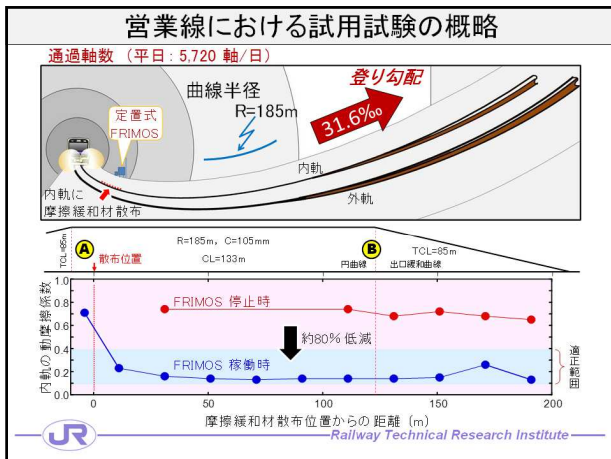 営業線における試用試験の概略
通過軸数 (平日: 5,720 軸/日)
登り勾配
31.6‰
曲線半径
R=185m
定置式
FRIMOS
内軌
外軌
内軌に
摩擦緩和材散布
TCL=85m
A
散布位置
R=185m, C=105mm
CL=133m
B
円曲線
TCL=85m
出口緩和曲線
内軌の動摩擦係数
1.0
0.8
0.6
0.4
0.2
0.0
FRIMOS 停止時
約80% 低減
FRIMOS 稼働時
適正範囲
0
50
100
150
200
摩擦緩和材散布位置からの距離 (m)
JR
Railway Technical Research Institute